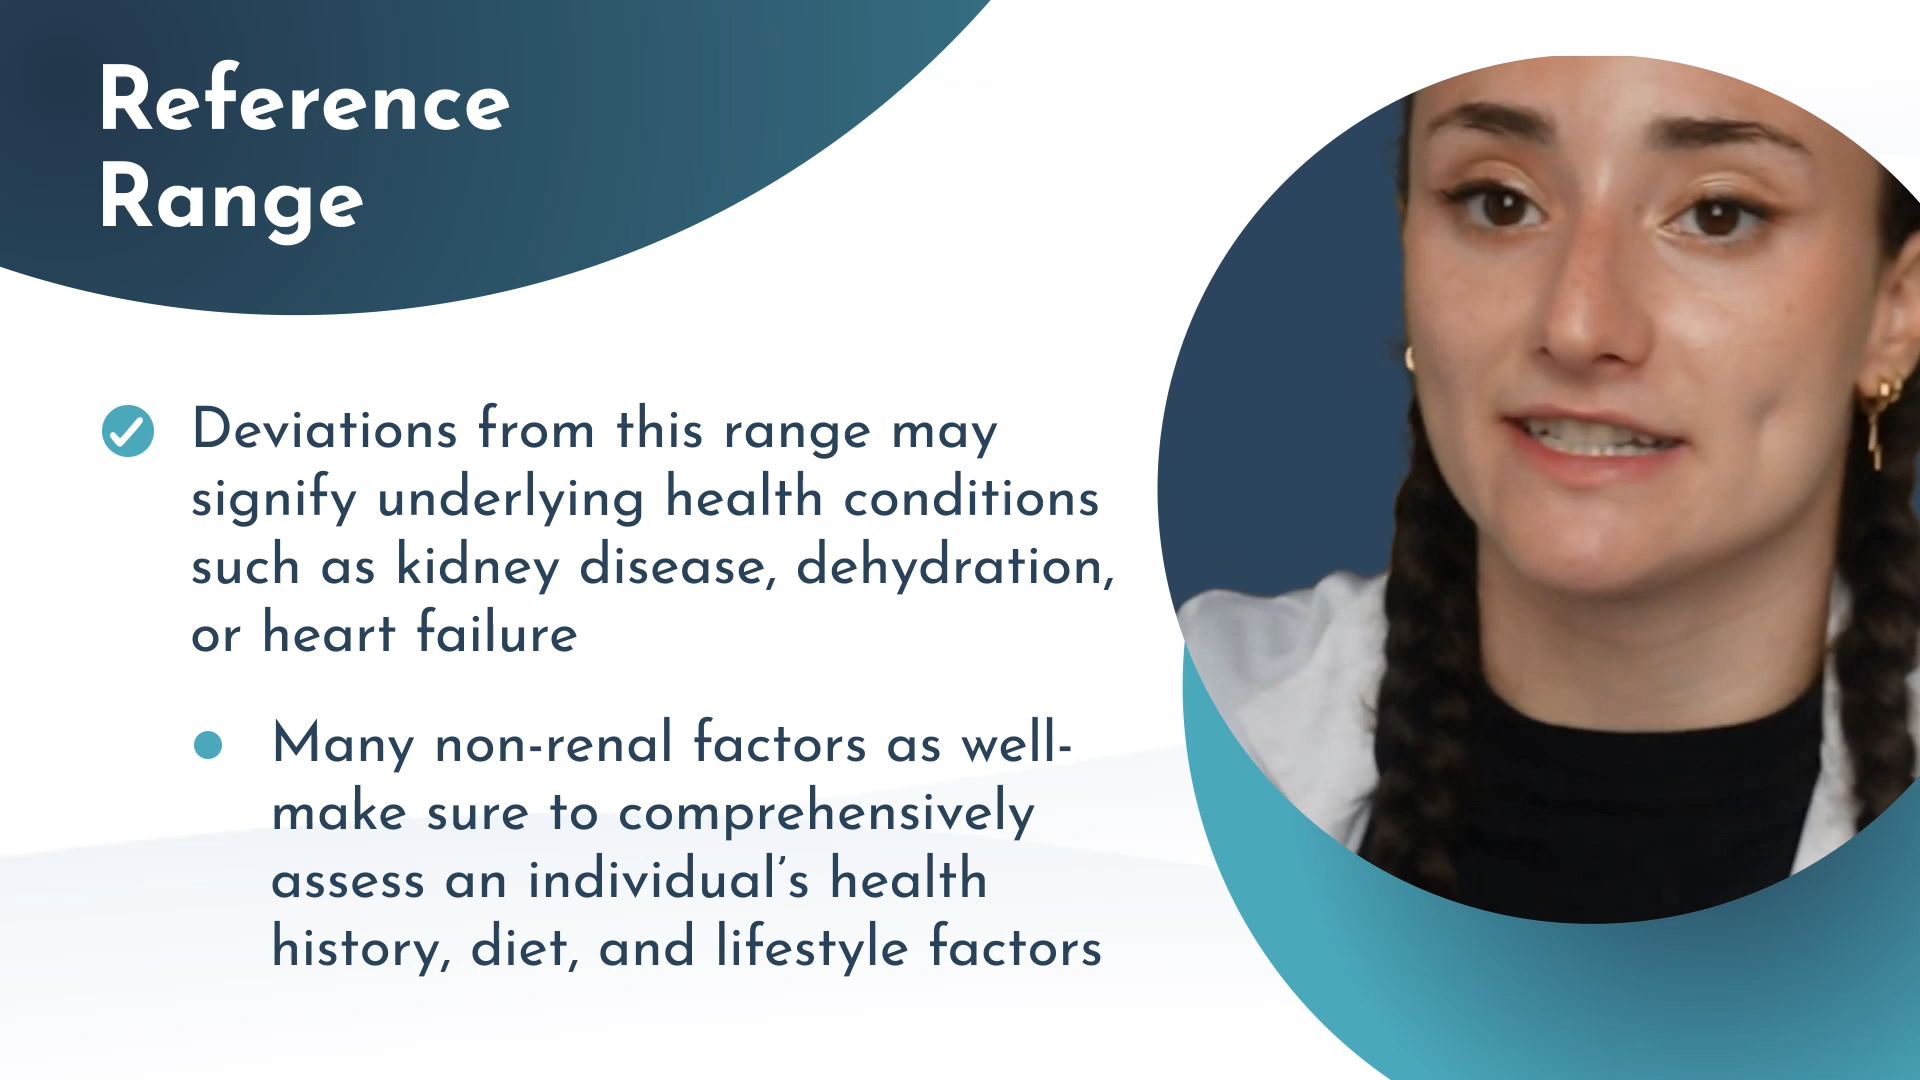 Reference
Range
Deviations from this range may
signify underlying health conditions
such as kidney disease, dehydration,
or heart failure
Many non-renal factors as well-
make sure to comprehensively
assess an individual’s health
history, diet, and lifestyle factors